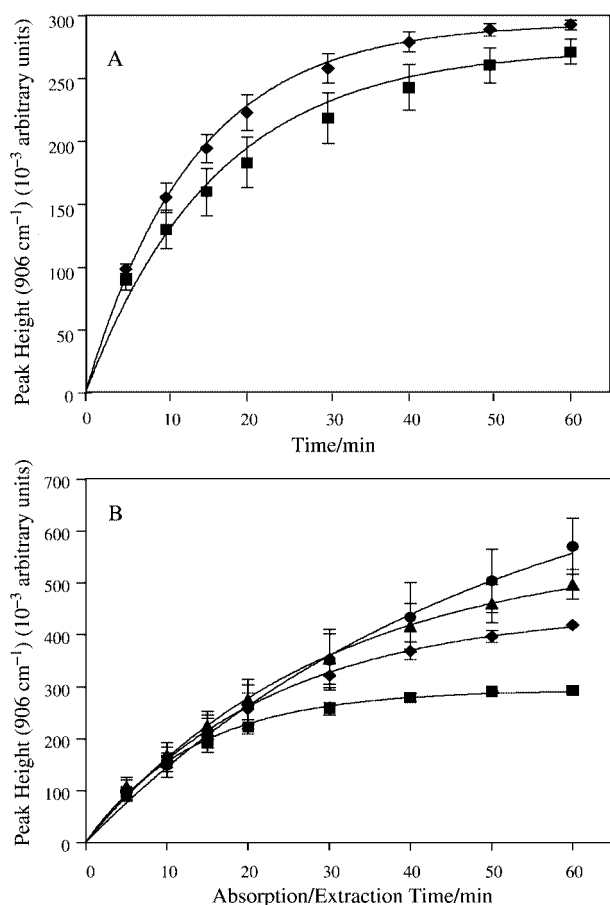 A
Peak Height (906 cm⁻¹) (10⁻³ arbitrary units)
300
250
200
150
100
50
0
0 10 20 30 40 50 60
Time/min
B
Peak Height (906 cm⁻¹) (10⁻³ arbitrary units)
700
600
500
400
300
200
100
0
0 10 20 30 40 50 60
Absorption/Extraction Time/min